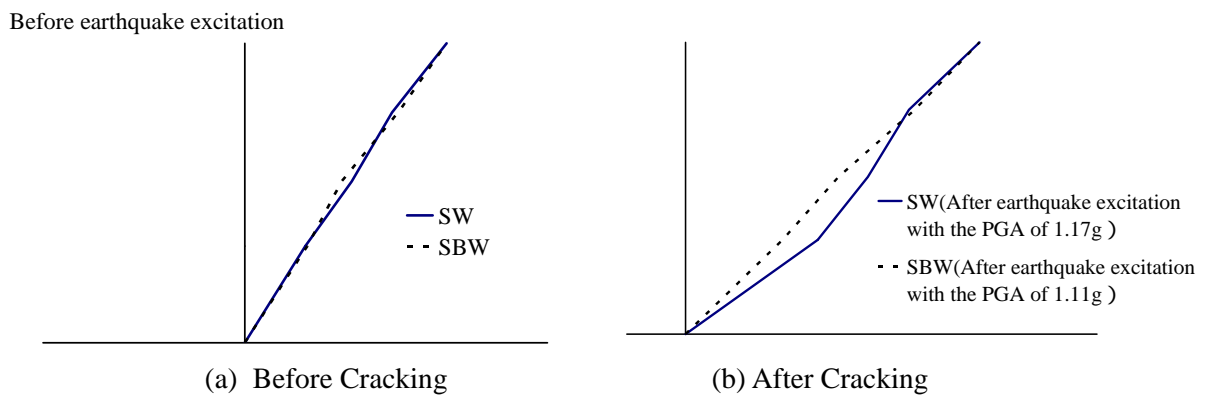 Before earthquake excitation
SW
SBW
(a) Before Cracking
SW(After earthquake excitation
with the PGA of 1.17g )
SBW(After earthquake excitation
with the PGA of 1.11g )
(b) After Cracking